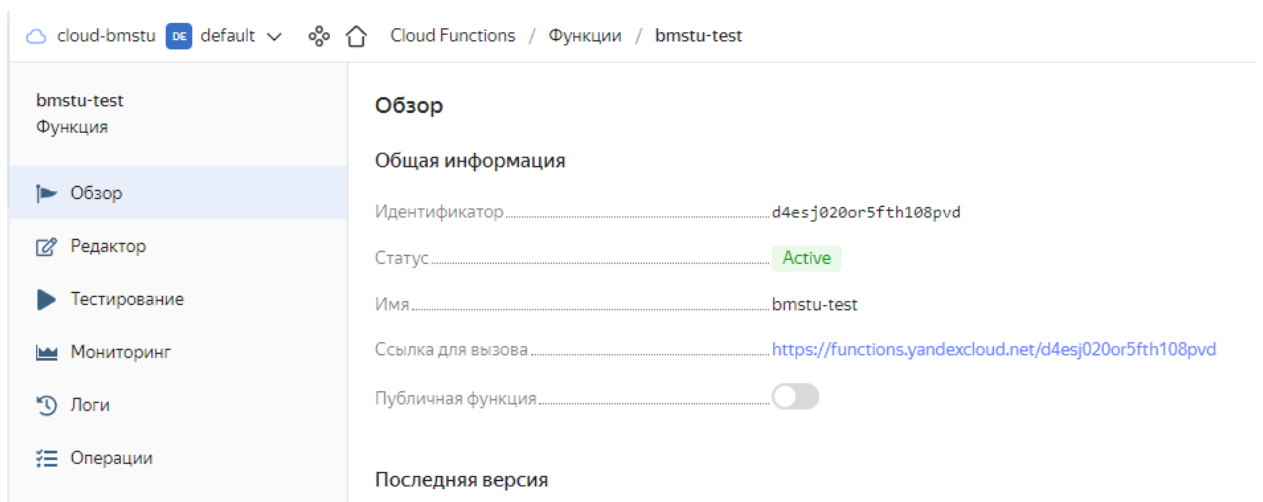 cloud-bmstu DE default Cloud Functions / Функции / bmstu-test
bmstu-test
Функция
Обзор
Редактор
Тестирование
Мониторинг
Логи
Операции
Обзор
Общая информация
Идентификатор d4esj020or5fth108pvd
Статус Active
Имя bmstu-test
Ссылка для вызова https://functions.yandexcloud.net/d4esj020or5fth108pvd
Публичная функция
Последняя версия